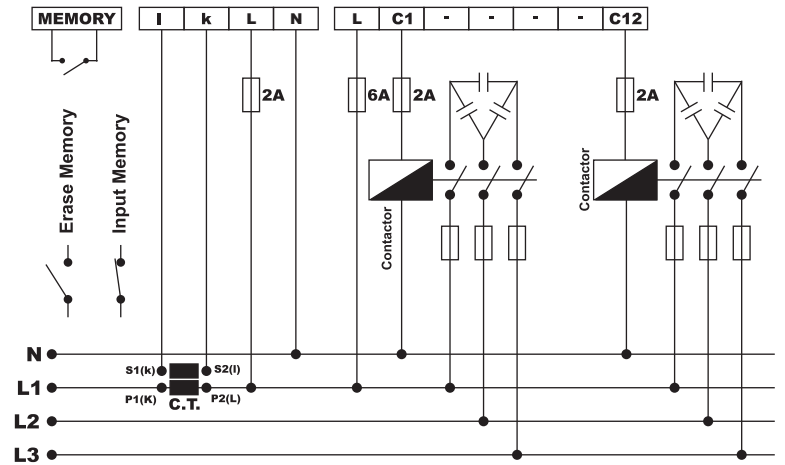 MEMORY I k L N L C1 - - - - C12
2A 6A 2A 2A
Erase Memory
Input Memory
Contactor
Contactor
N
S1(k) S2(l)
L1
P1(K) C.T. P2(L)
L2
L3